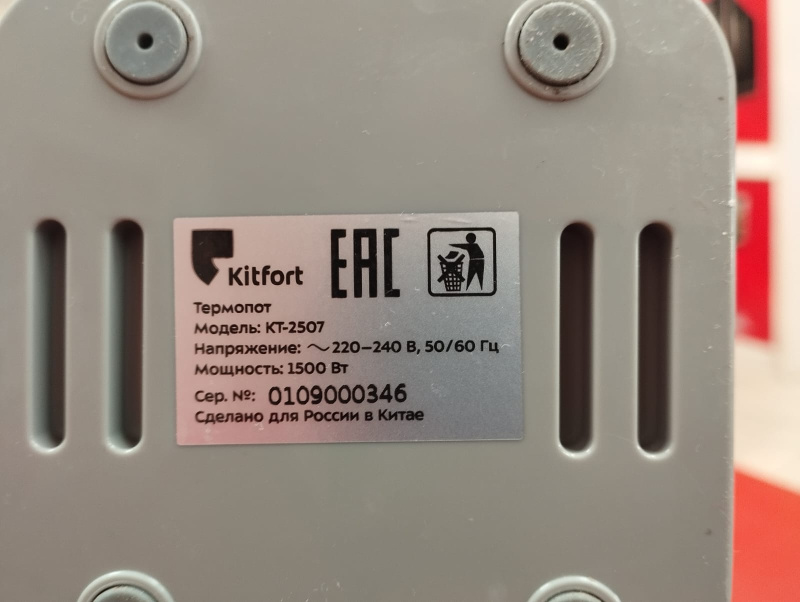 Kitfort
EAC
Термопот
Модель: КТ-2507
Напряжение: ~220–240 В, 50/60 Гц
Мощность: 1500 Вт
Сер. №: 0109000346
Сделано для России в Китае